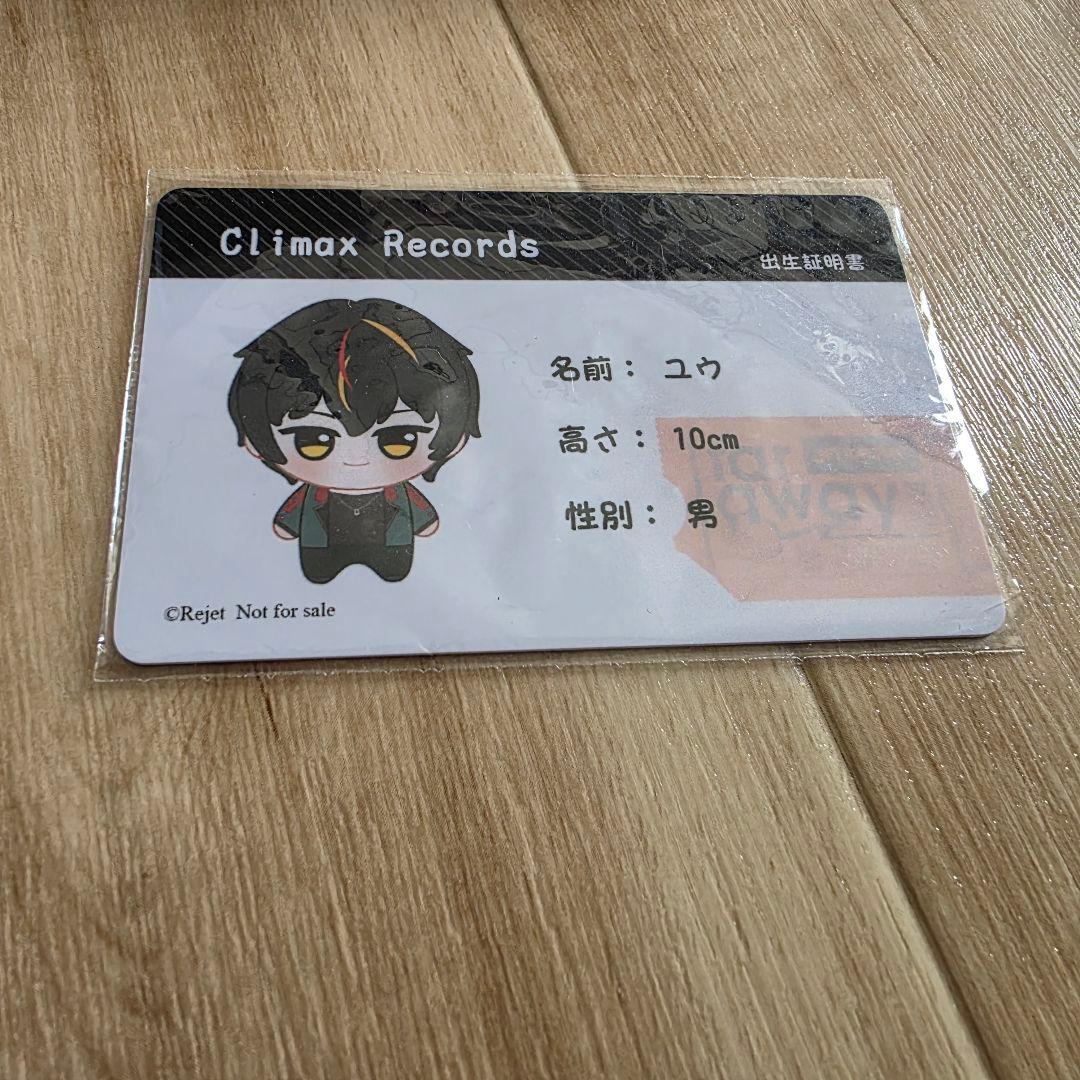 Climax Records
出生証明書
名前： ユウ
高さ： 10cm
性別： 男
away
©Rejet Not for sale